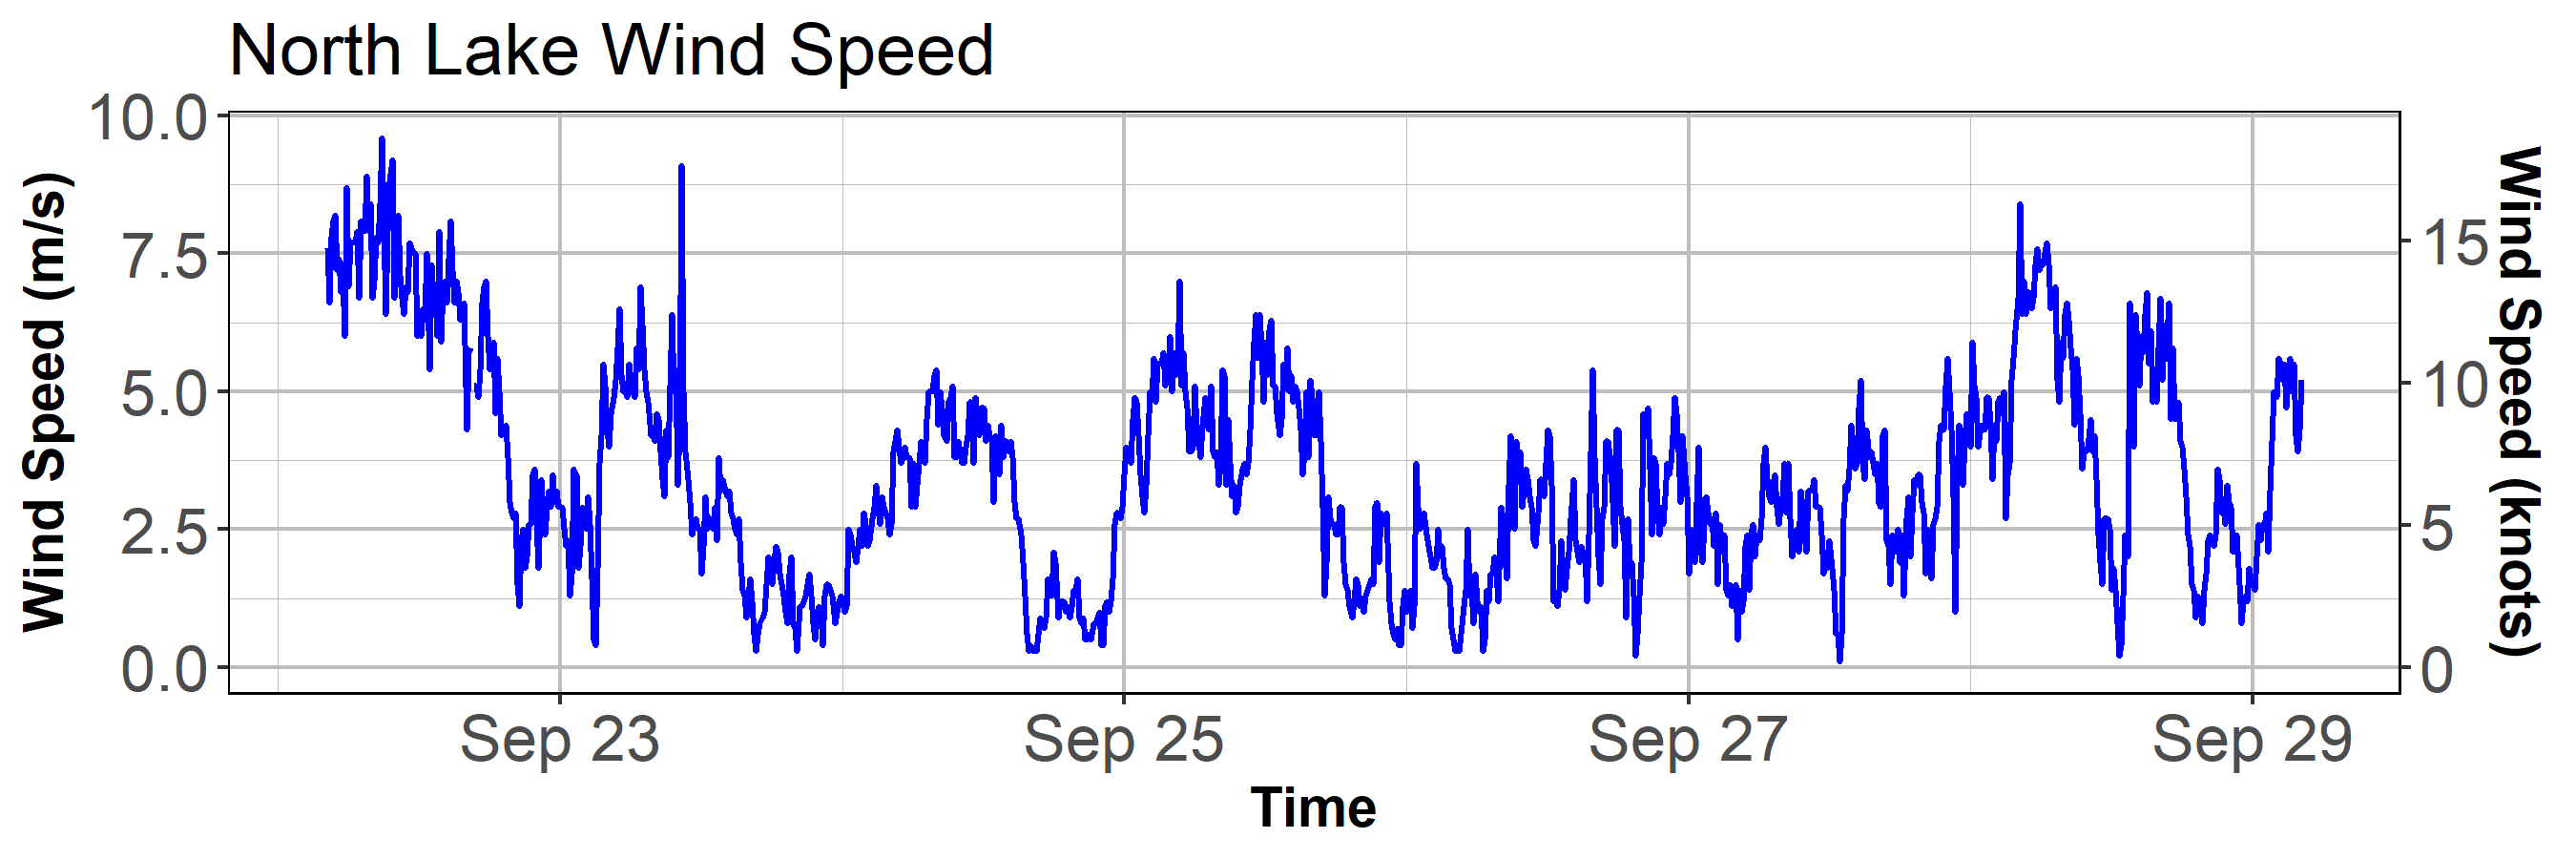 North Lake Wind Speed
Wind Speed (m/s)
10.0
7.5
5.0
2.5
0.0
Wind Speed (knots)
15
10
5
0
Sep 23
Sep 25
Sep 27
Sep 29
Time